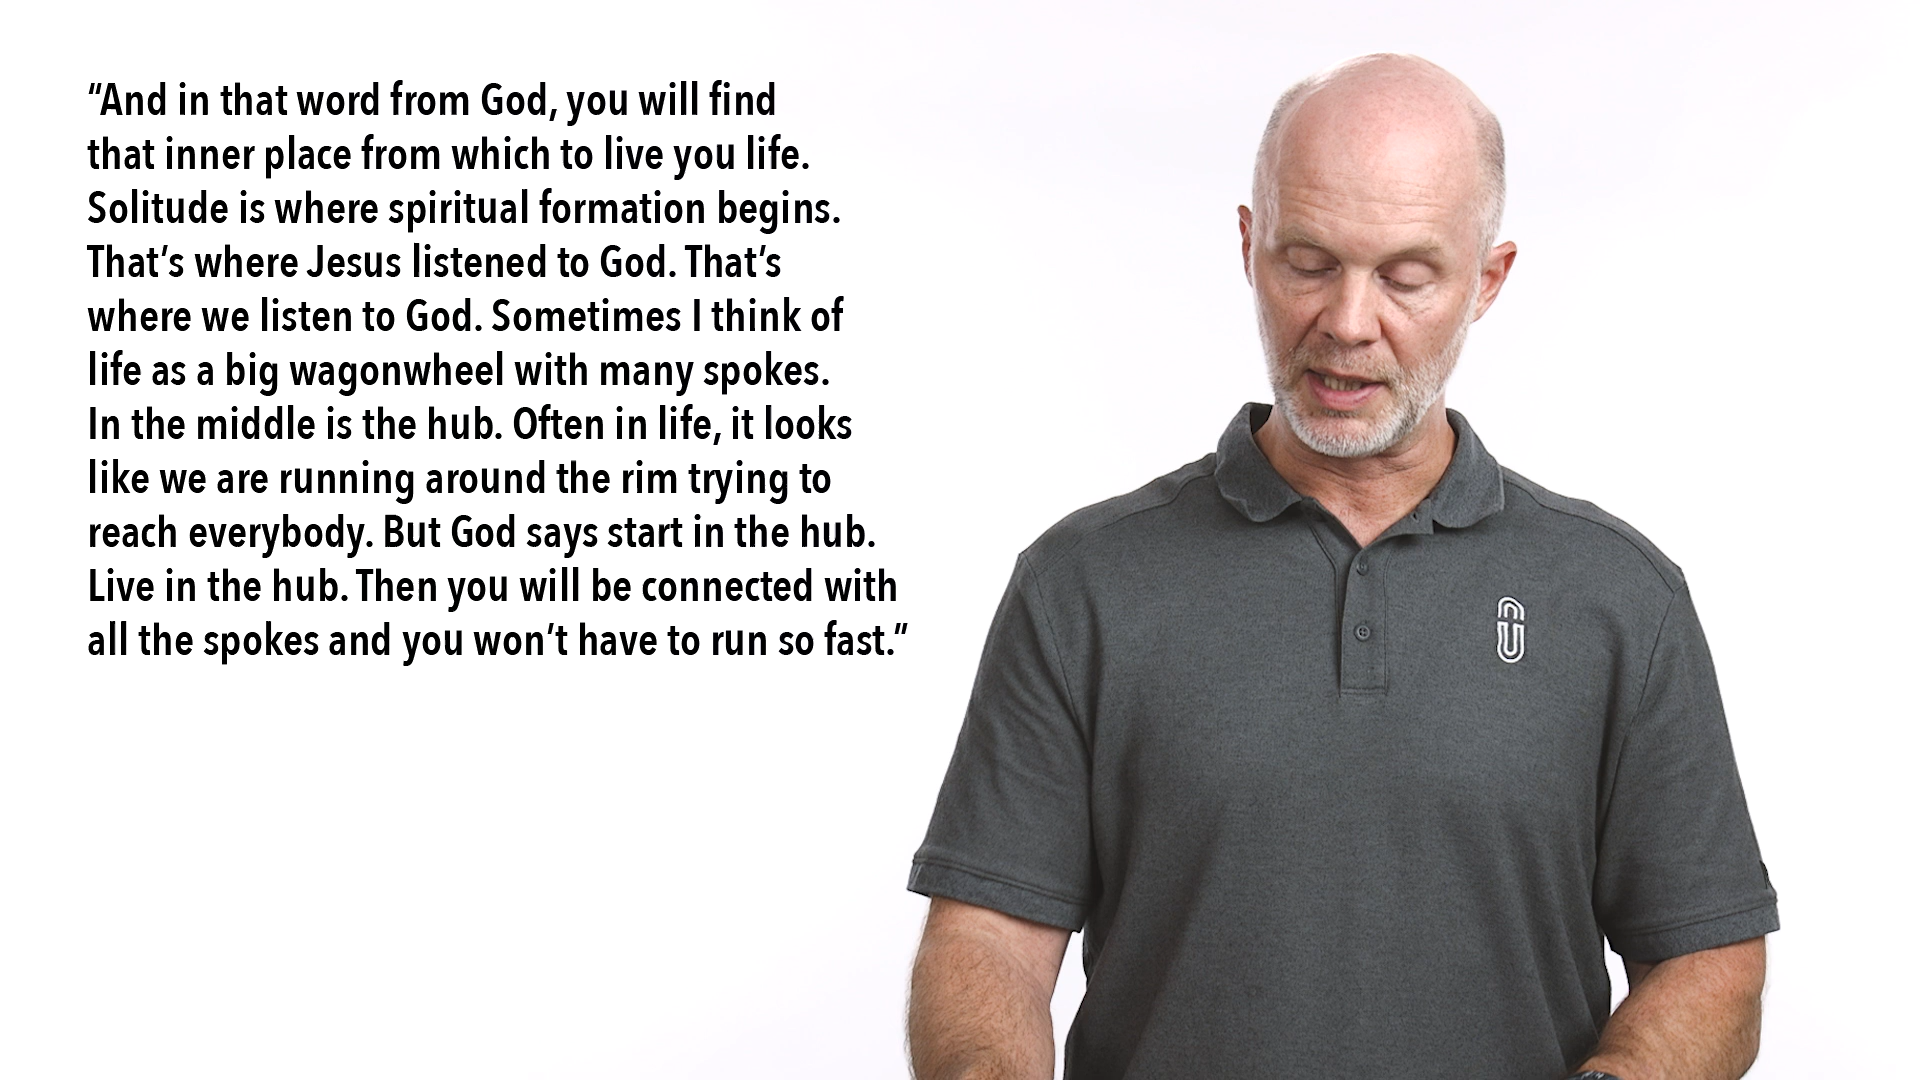 “And in that word from God, you will find
that inner place from which to live you life.
Solitude is where spiritual formation begins.
That’s where Jesus listened to God. That’s
where we listen to God. Sometimes I think of
life as a big wagonwheel with many spokes.
In the middle is the hub. Often in life, it looks
like we are running around the rim trying to
reach everybody. But God says start in the hub.
Live in the hub. Then you will be connected with
all the spokes and you won’t have to run so fast.”